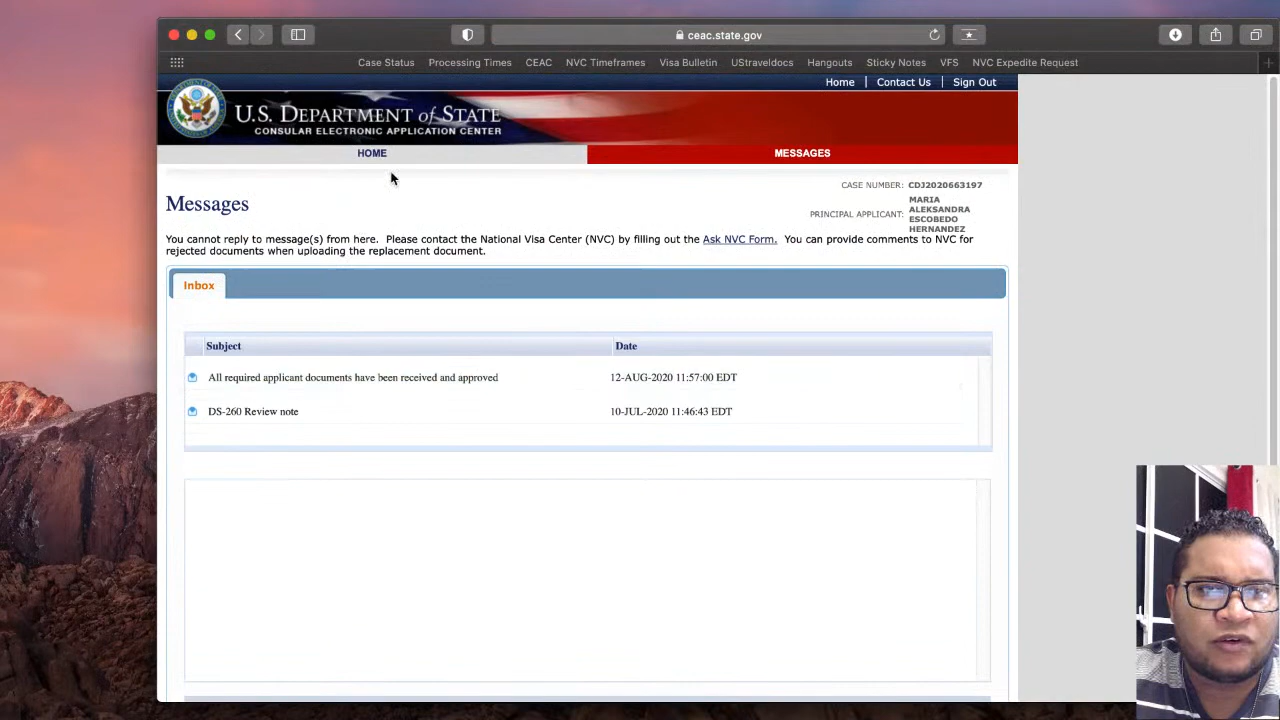 ceac.state.gov
Case Status Processing Times CEAC NVC Timeframes Visa Bulletin UStraveldocs Hangouts Sticky Notes VFS NVC Expedite Request
Home | Contact Us | Sign Out
U.S. DEPARTMENT of STATE
CONSULAR ELECTRONIC APPLICATION CENTER
HOME MESSAGES
CASE NUMBER: CDJ2020663197
Messages
PRINCIPAL APPLICANT: MARIA
ALEKSANDRA
ESCOBEDO
HERNANDEZ
You cannot reply to message(s) from here. Please contact the National Visa Center (NVC) by filling out the Ask NVC Form. You can provide comments to NVC for
rejected documents when uploading the replacement document.
Inbox
Subject Date
All required applicant documents have been received and approved 12-AUG-2020 11:57:00 EDT
DS-260 Review note 10-JUL-2020 11:46:43 EDT